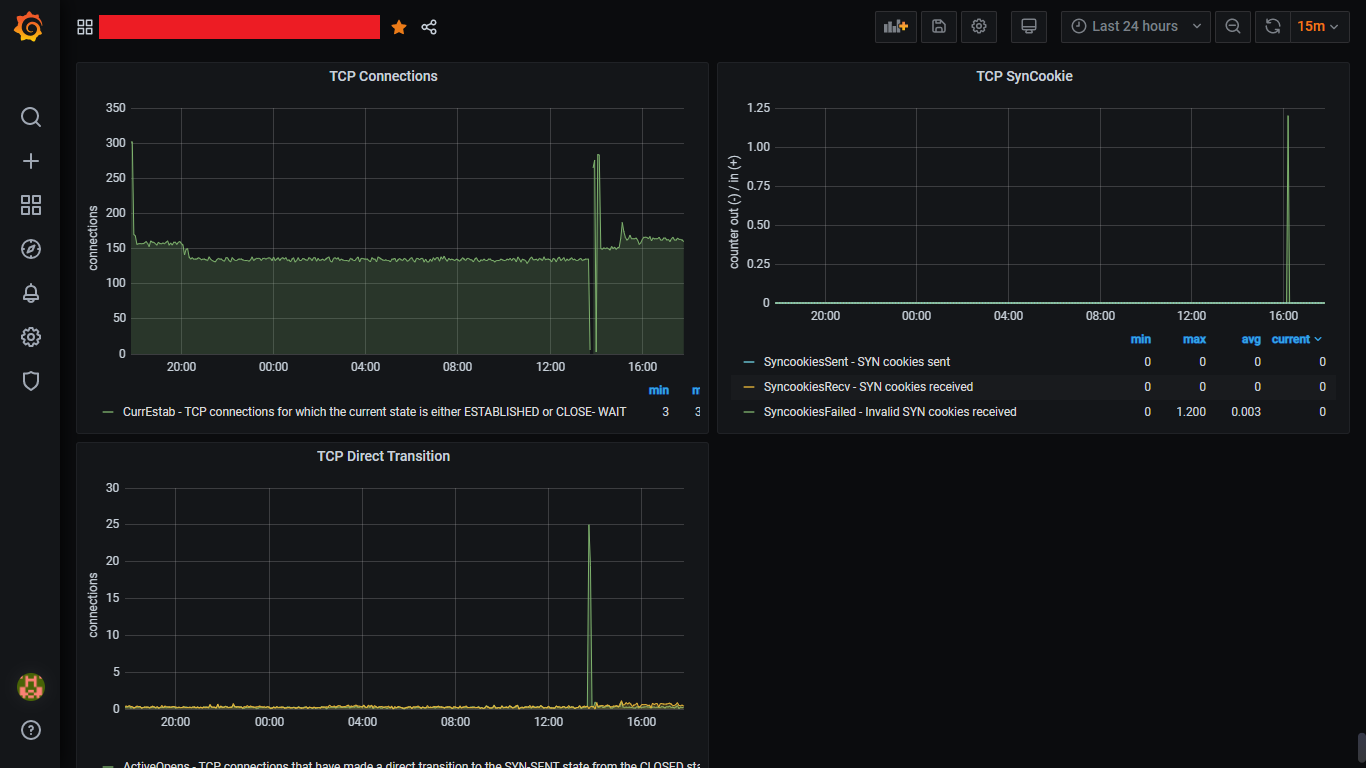 Last 24 hours
15m
TCP Connections
350
300
250
200
150
100
50
0
connections
20:00 00:00 04:00 08:00 12:00 16:00
min m
CurrEstab - TCP connections for which the current state is either ESTABLISHED or CLOSE- WAIT 3 3
TCP SynCookie
1.25
1.00
0.75
0.50
0.25
0
counter out (-) / in (+)
20:00 00:00 04:00 08:00 12:00 16:00
min max avg current
SyncookiesSent - SYN cookies sent 0 0 0 0
SyncookiesRecv - SYN cookies received 0 0 0 0
SyncookiesFailed - Invalid SYN cookies received 0 1.200 0.003 0
TCP Direct Transition
30
25
20
15
10
5
0
connections
20:00 00:00 04:00 08:00 12:00 16:00
ActiveOpens - TCP connections that have made a direct transition to the SYN-SENT state from the CLOSED sta